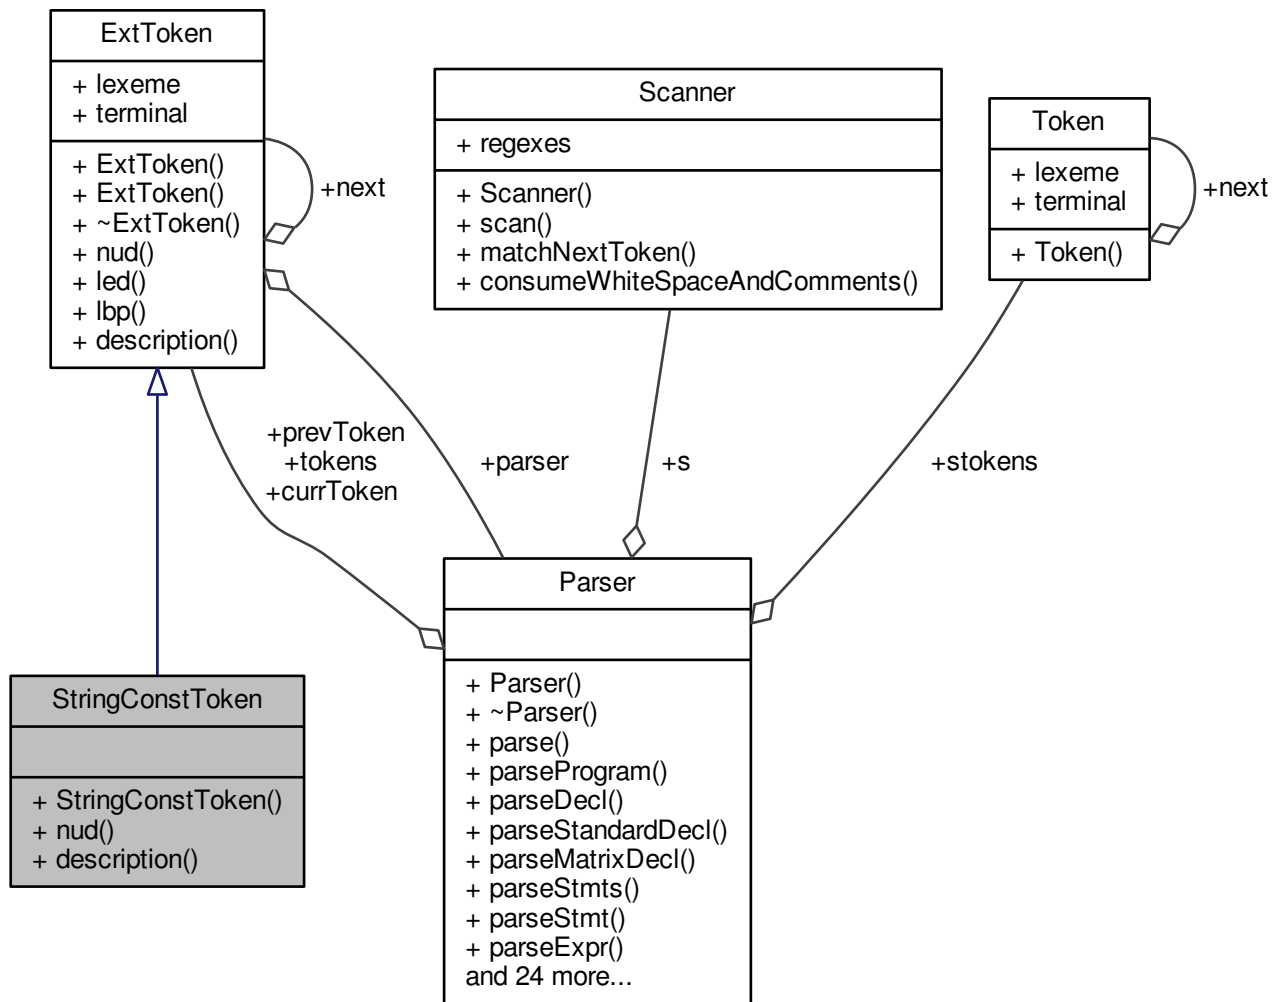 ExtToken
+ lexeme
+ terminal
+ ExtToken()
+ ExtToken()
+ ~ExtToken()
+ nud()
+ led()
+ lbp()
+ description()
+next
Scanner
+ regexes
+ Scanner()
+ scan()
+ matchNextToken()
+ consumeWhiteSpaceAndComments()
Token
+ lexeme
+ terminal
+ Token()
+next
+prevToken
+tokens
+currToken
+parser
+s
+stokens
StringConstToken
+ StringConstToken()
+ nud()
+ description()
Parser
+ Parser()
+ ~Parser()
+ parse()
+ parseProgram()
+ parseDecl()
+ parseStandardDecl()
+ parseMatrixDecl()
+ parseStmts()
+ parseStmt()
+ parseExpr()
and 24 more...